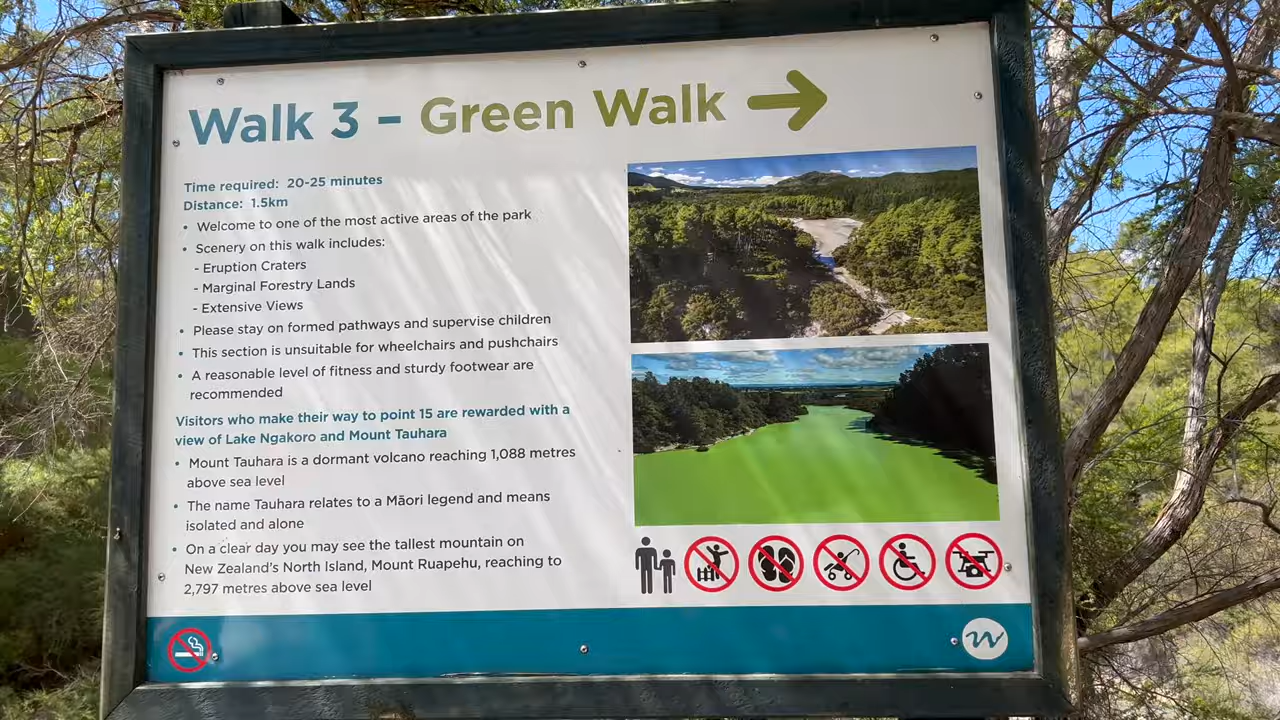 Walk 3 – Green Walk
Time required: 20-25 minutes
Distance: 1.5km
• Welcome to one of the most active areas of the park
• Scenery on this walk includes:
- Eruption Craters
- Marginal Forestry Lands
- Extensive Views
• Please stay on formed pathways and supervise children
• This section is unsuitable for wheelchairs and pushchairs
• A reasonable level of fitness and sturdy footwear are
recommended
Visitors who make their way to point 15 are rewarded with a
view of Lake Ngakoro and Mount Tauhara
• Mount Tauhara is a dormant volcano reaching 1,088 metres
above sea level
• The name Tauhara relates to a Māori legend and means
isolated and alone
• On a clear day you may see the tallest mountain on
New Zealand's North Island, Mount Ruapehu, reaching to
2,797 metres above sea level
w